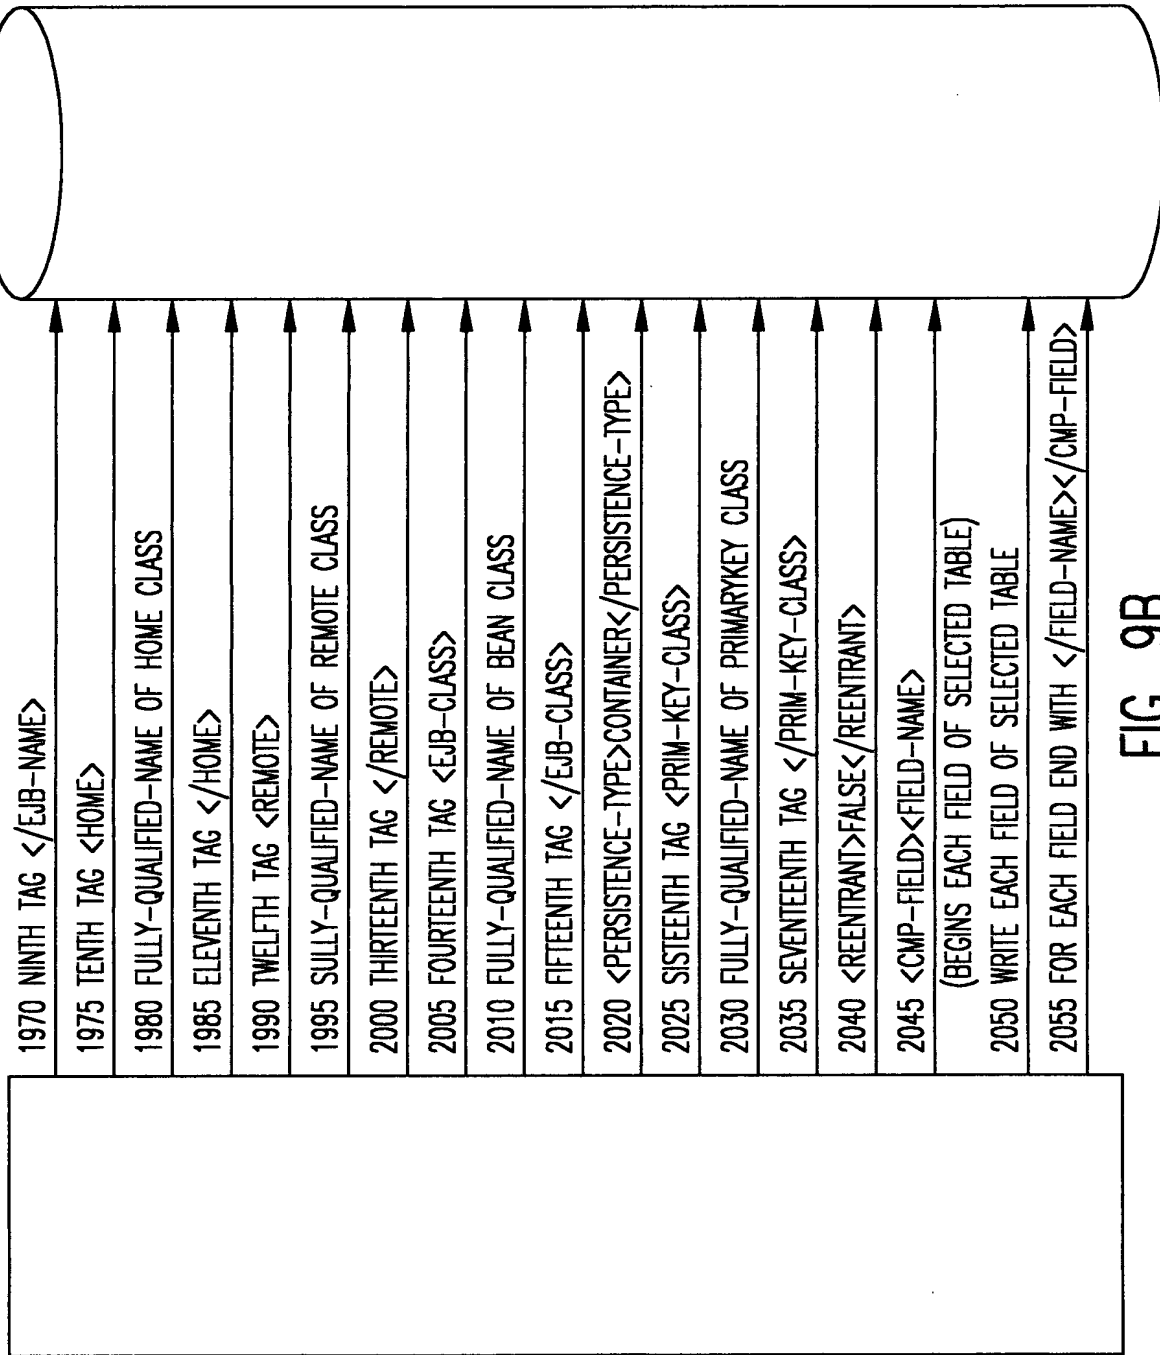 1970 NINTH TAG </EJB-NAME>
1975 TENTH TAG <HOME>
1980 FULLY-QUALIFIED-NAME OF HOME CLASS
1985 ELEVENTH TAG </HOME>
1990 TWELFTH TAG <REMOTE>
1995 SULLY-QUALIFIED-NAME OF REMOTE CLASS
2000 THIRTEENTH TAG </REMOTE>
2005 FOURTEENTH TAG <EJB-CLASS>
2010 FULLY-QUALIFIED-NAME OF BEAN CLASS
2015 FIFTEENTH TAG </EJB-CLASS>
2020 <PERSISTENCE-TYPE>CONTAINER</PERSISTENCE-TYPE>
2025 SISTEENTH TAG <PRIM-KEY-CLASS>
2030 FULLY-QUALIFIED-NAME OF PRIMARYKEY CLASS
2035 SEVENTEENTH TAG </PRIM-KEY-CLASS>
2040 <REENTRANT>FALSE</REENTRANT>
2045 <CMP-FIELD><FIELD-NAME>
(BEGINS EACH FIELD OF SELECTED TABLE)
2050 WRITE EACH FIELD OF SELECTED TABLE
2055 FOR EACH FIELD END WITH </FIELD-NAME></CMP-FIELD>
FIG. 9B